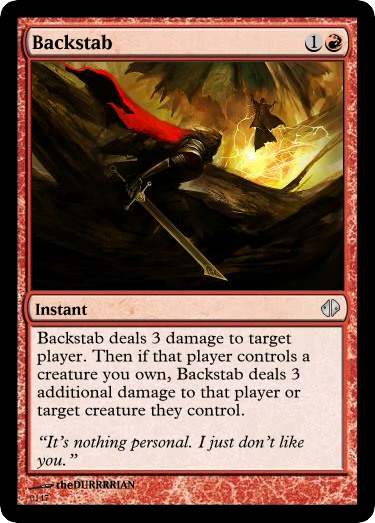 Backstab
1
Instant
Backstab deals 3 damage to target
player. Then if that player controls a
creature you own, Backstab deals 3
additional damage to that player or
target creature they control.
“It's nothing personal. I just don't like
you.”
theDURRRRIAN
0147